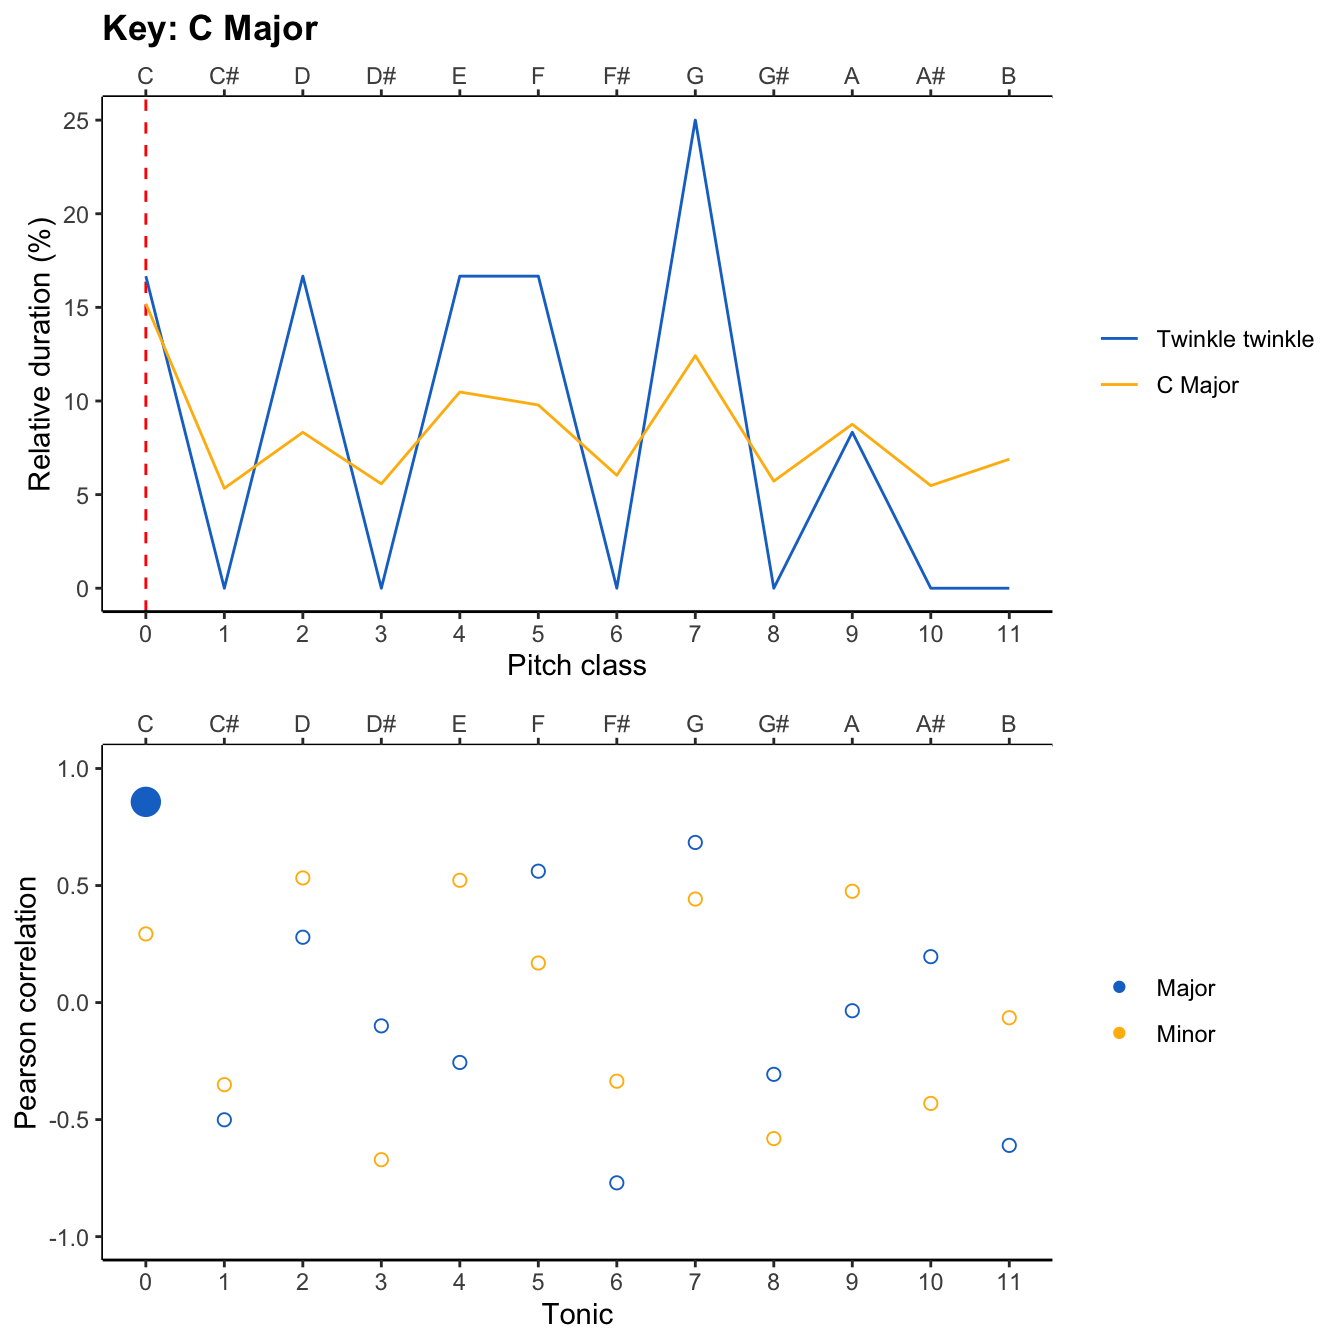 Key: C Major
C C# D D# E F F# G G# A A# B
25
20
15
10
5
0
Relative duration (%)
0 1 2 3 4 5 6 7 8 9 10 11
Pitch class
Twinkle twinkle
C Major
C C# D D# E F F# G G# A A# B
1.0
0.5
0.0
-0.5
-1.0
Pearson correlation
0 1 2 3 4 5 6 7 8 9 10 11
Tonic
Major
Minor